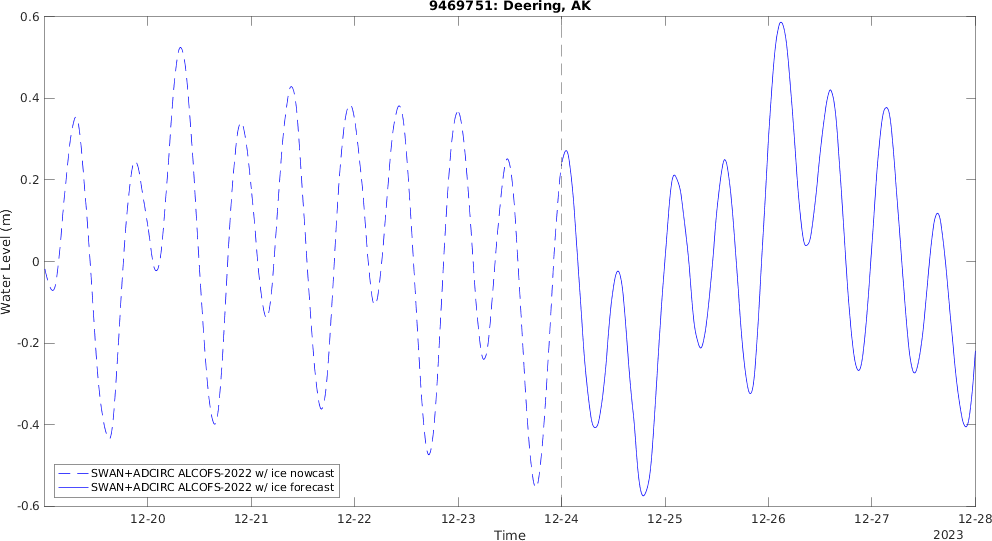 9469751: Deering, AK
0.6
0.4
0.2
0
-0.2
-0.4
-0.6
Water Level (m)
SWAN+ADCIRC ALCOFS-2022 w/ ice nowcast
SWAN+ADCIRC ALCOFS-2022 w/ ice forecast
12-20 12-21 12-22 12-23 12-24 12-25 12-26 12-27 12-28
Time
2023